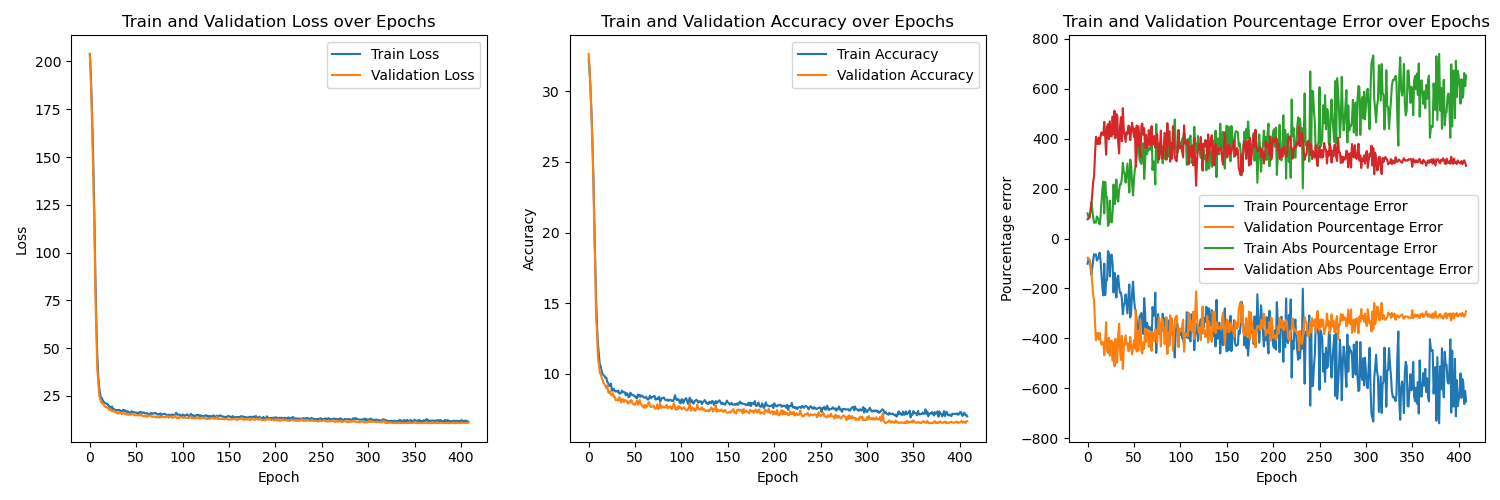 Train and Validation Loss over Epochs
Train Loss
Validation Loss
Loss
200
175
150
125
100
75
50
25
0
50
100
150
200
250
300
350
400
Epoch
Train and Validation Accuracy over Epochs
Train Accuracy
Validation Accuracy
Accuracy
30
25
20
15
10
0
50
100
150
200
250
300
350
400
Epoch
Train and Validation Pourcentage Error over Epochs
Train Pourcentage Error
Validation Pourcentage Error
Train Abs Pourcentage Error
Validation Abs Pourcentage Error
Pourcentage error
800
600
400
200
0
−200
−400
−600
−800
0
50
100
150
200
250
300
350
400
Epoch